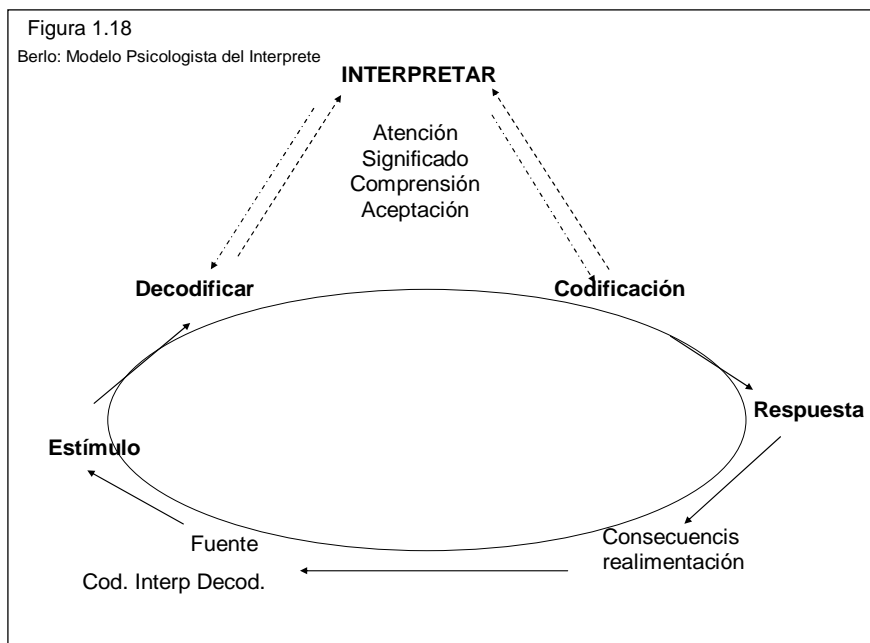 Figura 1.18
Berlo: Modelo Psicologista del Interprete
INTERPRETAR
Atención
Significado
Comprensión
Aceptación
Decodificar
Codificación
Respuesta
Estímulo
Fuente
Cod. Interp Decod.
Consecuencis
realimentación